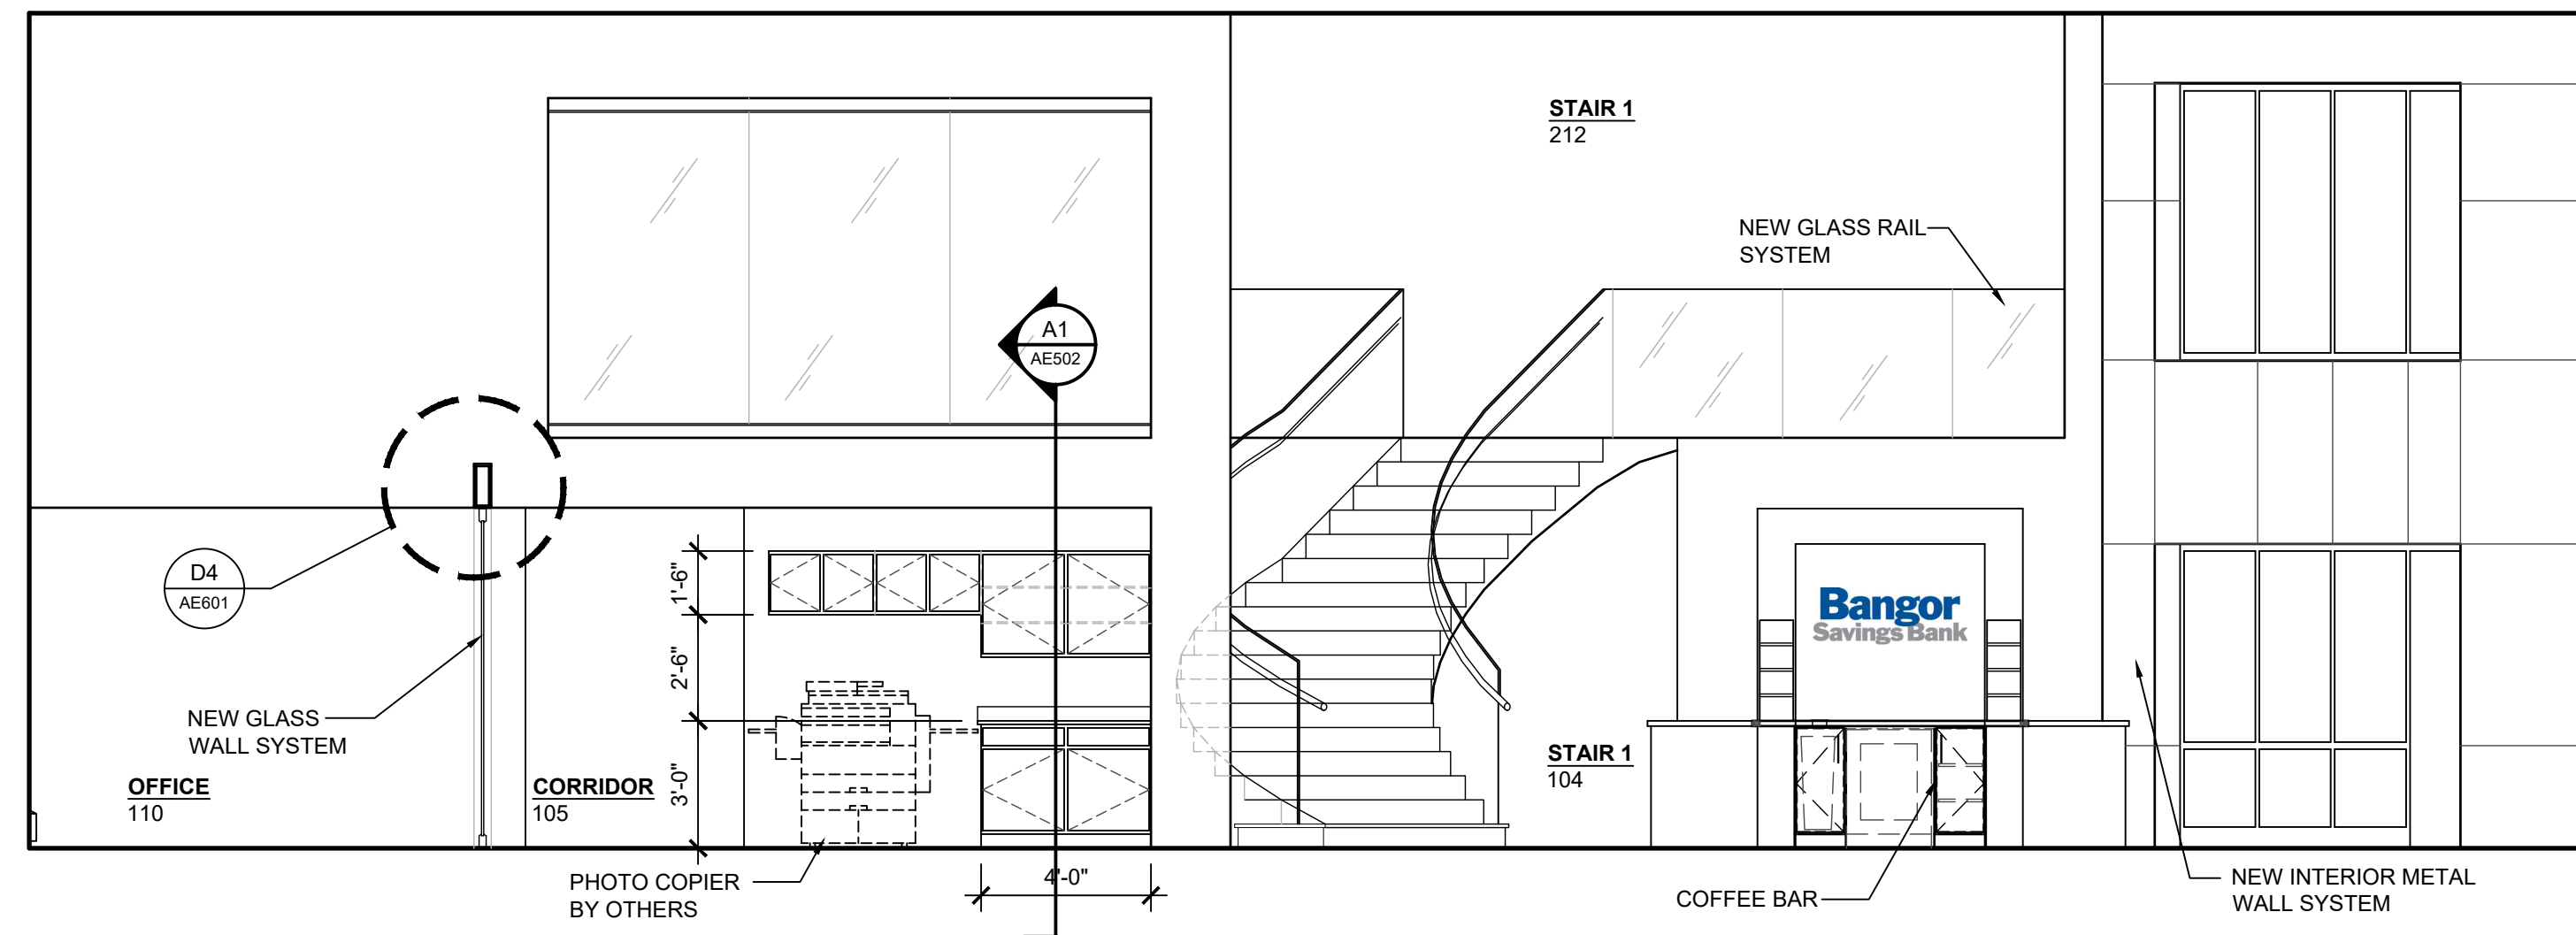 STAIR 1
212
NEW GLASS RAIL
SYSTEM
A1
AE502
D4
AE601
1'-6"
2'-6"
3'-0"
Bangor
Savings Bank
NEW GLASS
WALL SYSTEM
OFFICE
110
CORRIDOR
105
STAIR 1
104
PHOTO COPIER
BY OTHERS
4'-0"
COFFEE BAR
NEW INTERIOR METAL
WALL SYSTEM